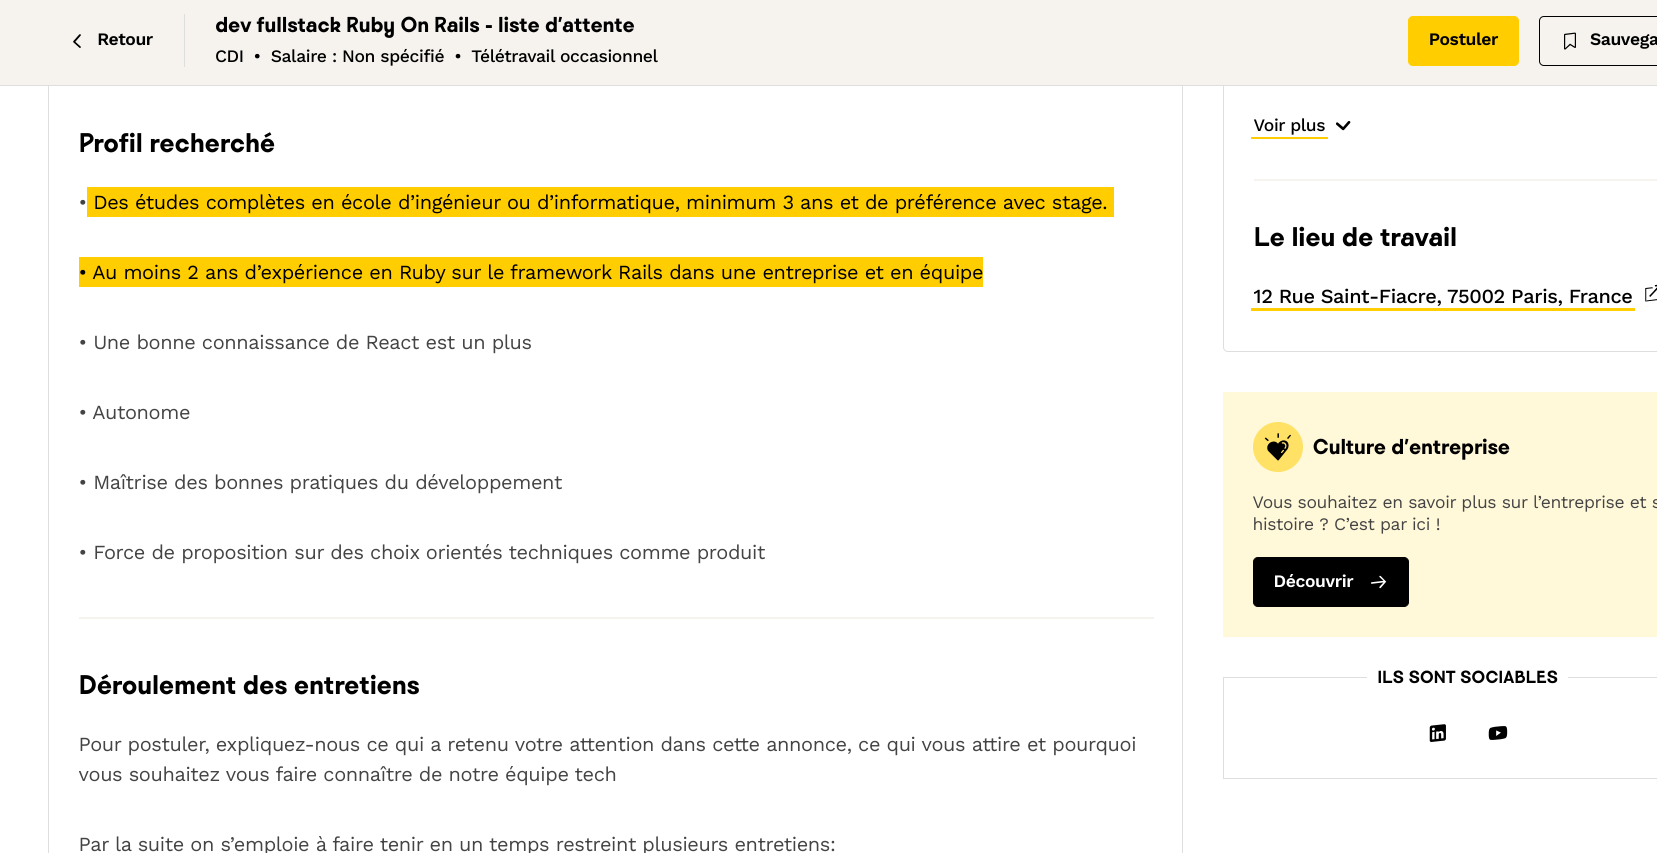 Retour
dev fullstack Ruby On Rails - liste d'attente
CDI • Salaire : Non spécifié • Télétravail occasionnel
Postuler
Sauvega
Profil recherché
• Des études complètes en école d'ingénieur ou d'informatique, minimum 3 ans et de préférence avec stage.
• Au moins 2 ans d'expérience en Ruby sur le framework Rails dans une entreprise et en équipe
• Une bonne connaissance de React est un plus
• Autonome
• Maîtrise des bonnes pratiques du développement
• Force de proposition sur des choix orientés techniques comme produit
Déroulement des entretiens
Pour postuler, expliquez-nous ce qui a retenu votre attention dans cette annonce, ce qui vous attire et pourquoi
vous souhaitez vous faire connaître de notre équipe tech
Par la suite on s'emploie à faire tenir en un temps restreint plusieurs entretiens:
Voir plus
Le lieu de travail
12 Rue Saint-Fiacre, 75002 Paris, France
Culture d'entreprise
Vous souhaitez en savoir plus sur l'entreprise et s
histoire ? C'est par ici !
Découvrir
ILS SONT SOCIABLES
in